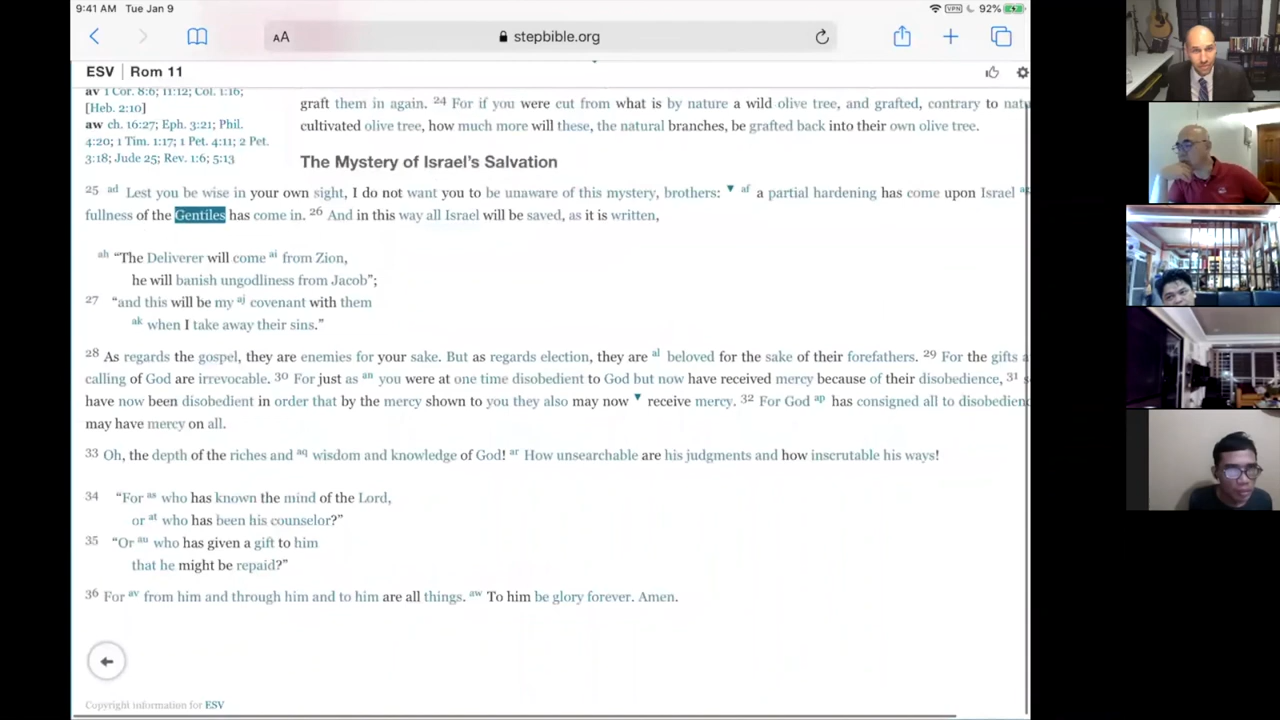 9:41 AM Tue Jan 9
VPN 92%
AA
stepbible.org
ESV Rom 11
av 1 Cor. 8:6; 11:12; Col. 1:16;
[Heb. 2:10]
aw ch. 16:27; Eph. 3:21; Phil.
4:20; 1 Tim. 1:17; 1 Pet. 4:11; 2 Pet.
3:18; Jude 25; Rev. 1:6; 5:13
graft them in again. 24 For if you were cut from what is by nature a wild olive tree, and grafted, contrary to natu
cultivated olive tree, how much more will these, the natural branches, be grafted back into their own olive tree.
The Mystery of Israel’s Salvation
25 ad Lest you be wise in your own sight, I do not want you to be unaware of this mystery, brothers: af a partial hardening has come upon Israel
fullness of the Gentiles has come in. 26 And in this way all Israel will be saved, as it is written,
ah “The Deliverer will come ai from Zion,
he will banish ungodliness from Jacob”;
27 “and this will be my aj covenant with them
ak when I take away their sins.”
28 As regards the gospel, they are enemies for your sake. But as regards election, they are al beloved for the sake of their forefathers. 29 For the gifts a
calling of God are irrevocable. 30 For just as an you were at one time disobedient to God but now have received mercy because of their disobedience, 31 s
have now been disobedient in order that by the mercy shown to you they also may now receive mercy. 32 For God ap has consigned all to disobedien
may have mercy on all.
33 Oh, the depth of the riches and aq wisdom and knowledge of God! ar How unsearchable are his judgments and how inscrutable his ways!
34 “For as who has known the mind of the Lord,
or at who has been his counselor?”
35 “Or au who has given a gift to him
that he might be repaid?”
36 For av from him and through him and to him are all things. aw To him be glory forever. Amen.
Copyright information for ESV